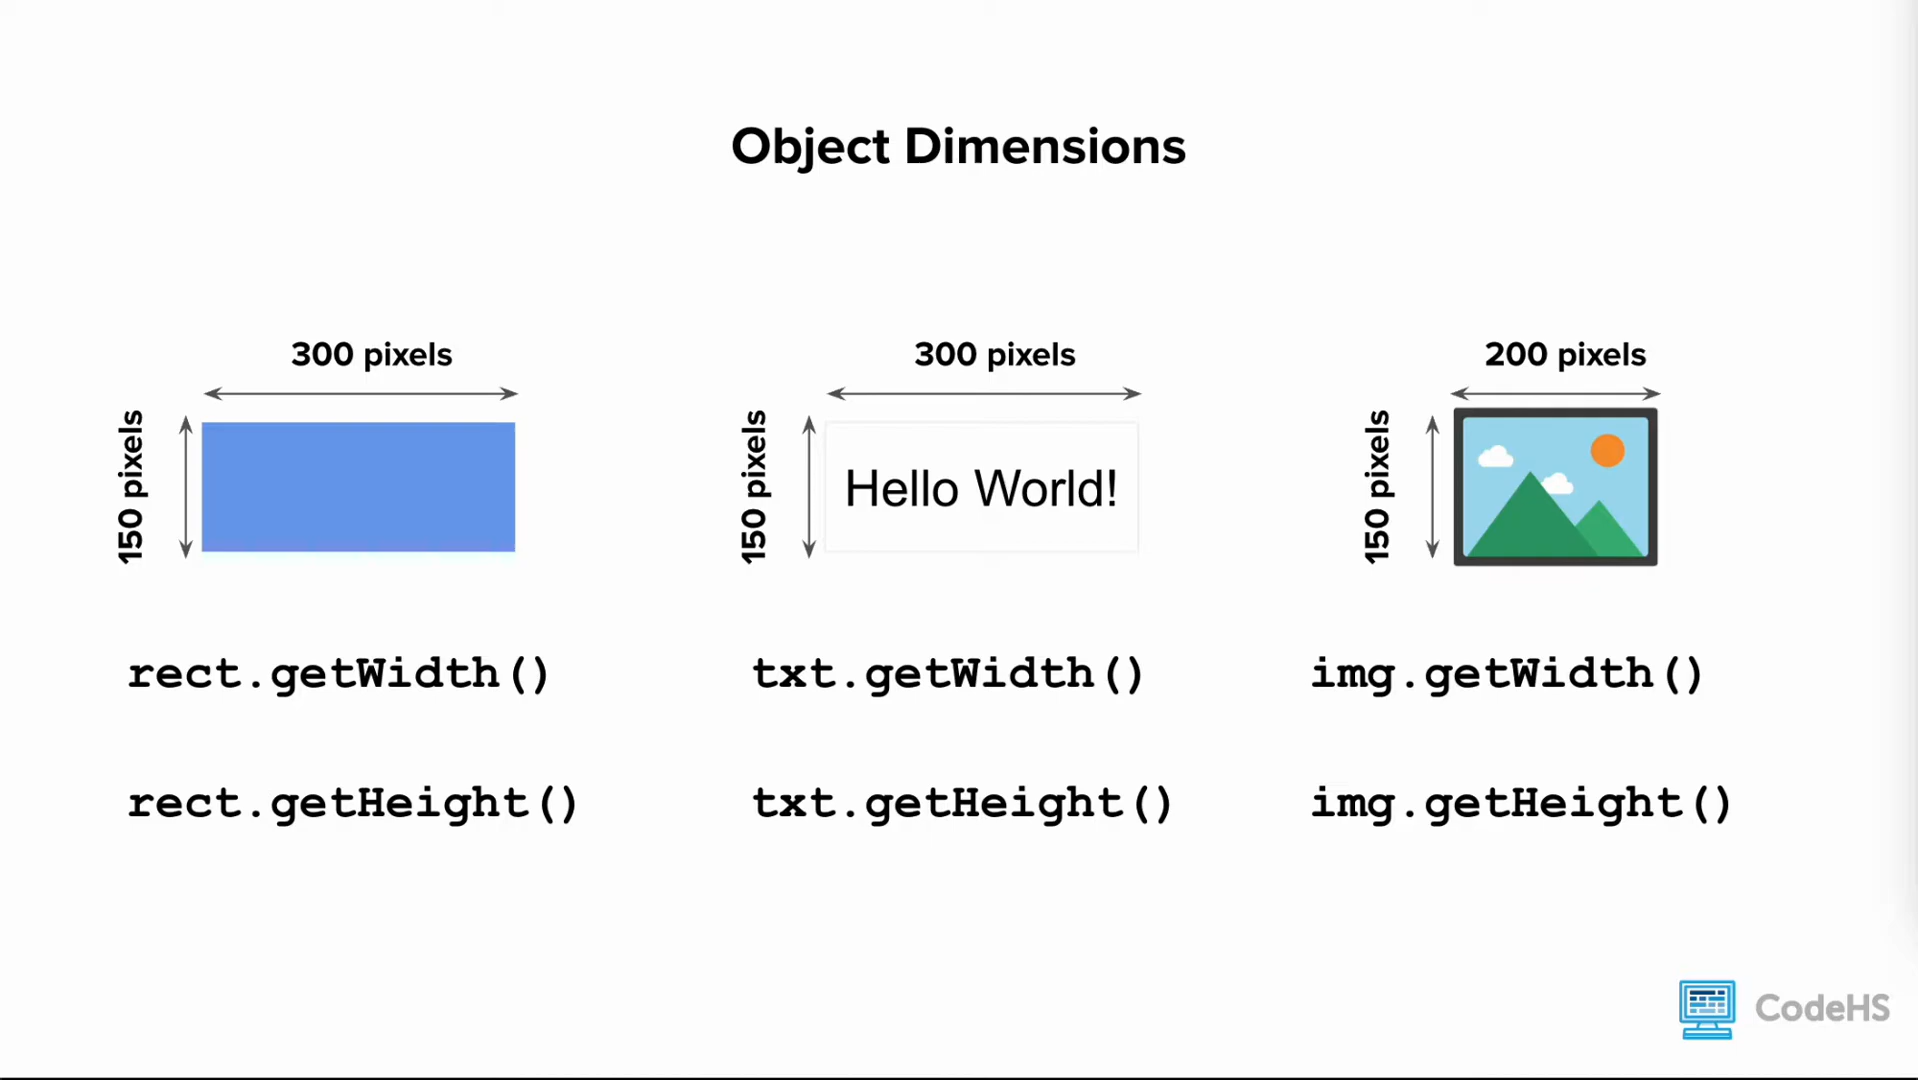 Object Dimensions
300 pixels
150 pixels
rect.getWidth()
rect.getHeight()
300 pixels
150 pixels
Hello World!
txt.getWidth()
txt.getHeight()
200 pixels
150 pixels
img.getWidth()
img.getHeight()
CodeHS